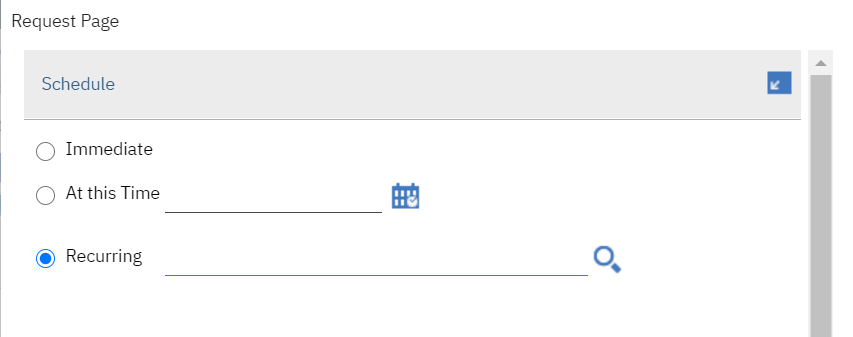 Request Page
Schedule
Immediate
At this Time
Recurring